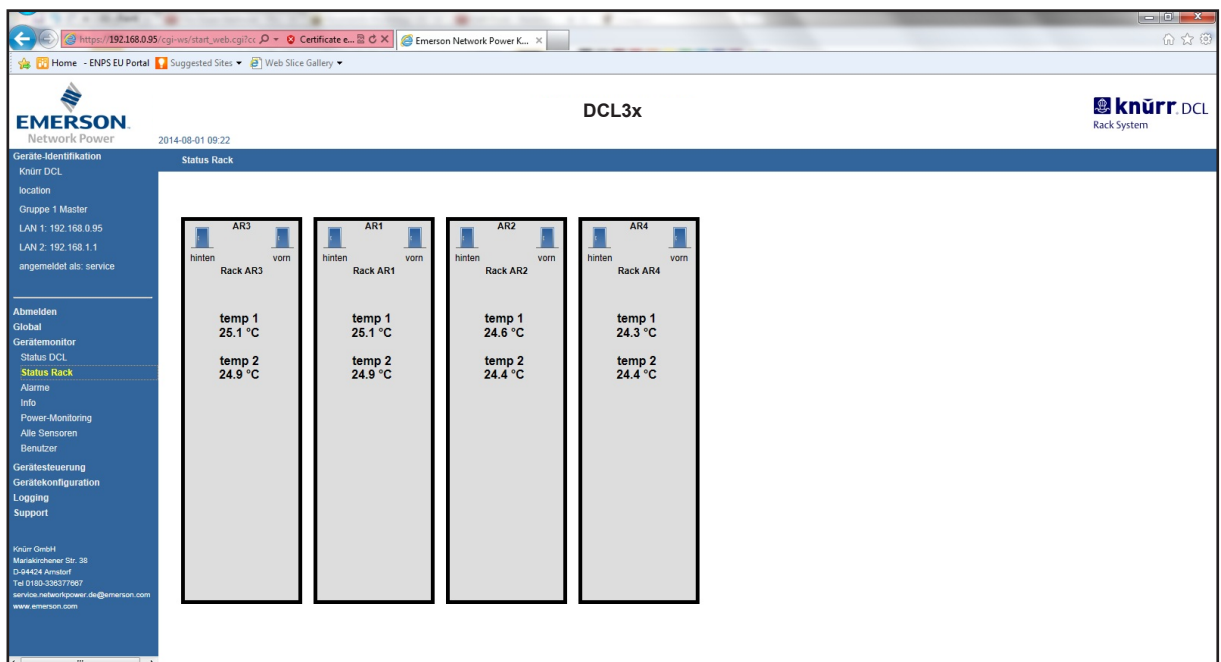 https://192.168.0.95/cgi-ws/start_web.cgi?cc
Certificate e...
Emerson Network Power K...
Home - ENPS EU Portal
Suggested Sites
Web Slice Gallery
EMERSON
Network Power
2014-08-01 09:22
DCL3x
knürr DCL
Rack System
Geräte-Identifikation
Knürr DCL
location
Gruppe 1 Master
LAN 1: 192.168.0.95
LAN 2: 192.168.1.1
angemeldet als: service
Abmelden
Global
Gerätemonitor
Status DCL
Status Rack
Alarme
Info
Power-Monitoring
Alle Sensoren
Benutzer
Gerätesteuerung
Gerätekonfiguration
Logging
Support
Knürr GmbH
Mariakirchener Str. 38
D-94424 Arnstorf
Tel 0180-336377667
service.networkpower.de@emerson.com
www.emerson.com
Status Rack
AR3
hinten vorn
Rack AR3
temp 1
25.1 °C
temp 2
24.9 °C
AR1
hinten vorn
Rack AR1
temp 1
25.1 °C
temp 2
24.9 °C
AR2
hinten vorn
Rack AR2
temp 1
24.6 °C
temp 2
24.4 °C
AR4
hinten vorn
Rack AR4
temp 1
24.3 °C
temp 2
24.4 °C